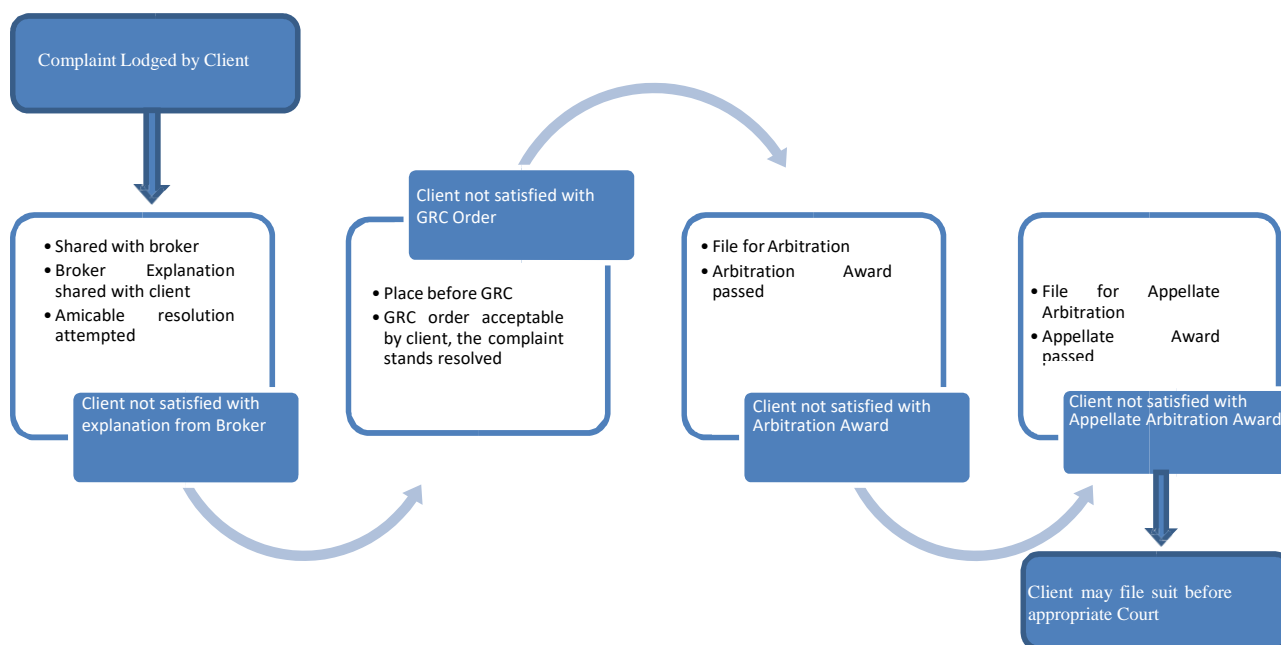 Complaint Lodged by Client
• Shared with broker
• Broker Explanation
shared with client
• Amicable resolution
attempted
Client not satisfied with
explanation from Broker
Client not satisfied with
GRC Order
• Place before GRC
• GRC order acceptable
by client, the complaint
stands resolved
• File for Arbitration
• Arbitration Award
passed
Client not satisfied with
Arbitration Award
• File for Appellate
Arbitration
• Appellate Award
passed
Client not satisfied with
Appellate Arbitration Award
Client may file suit before
appropriate Court